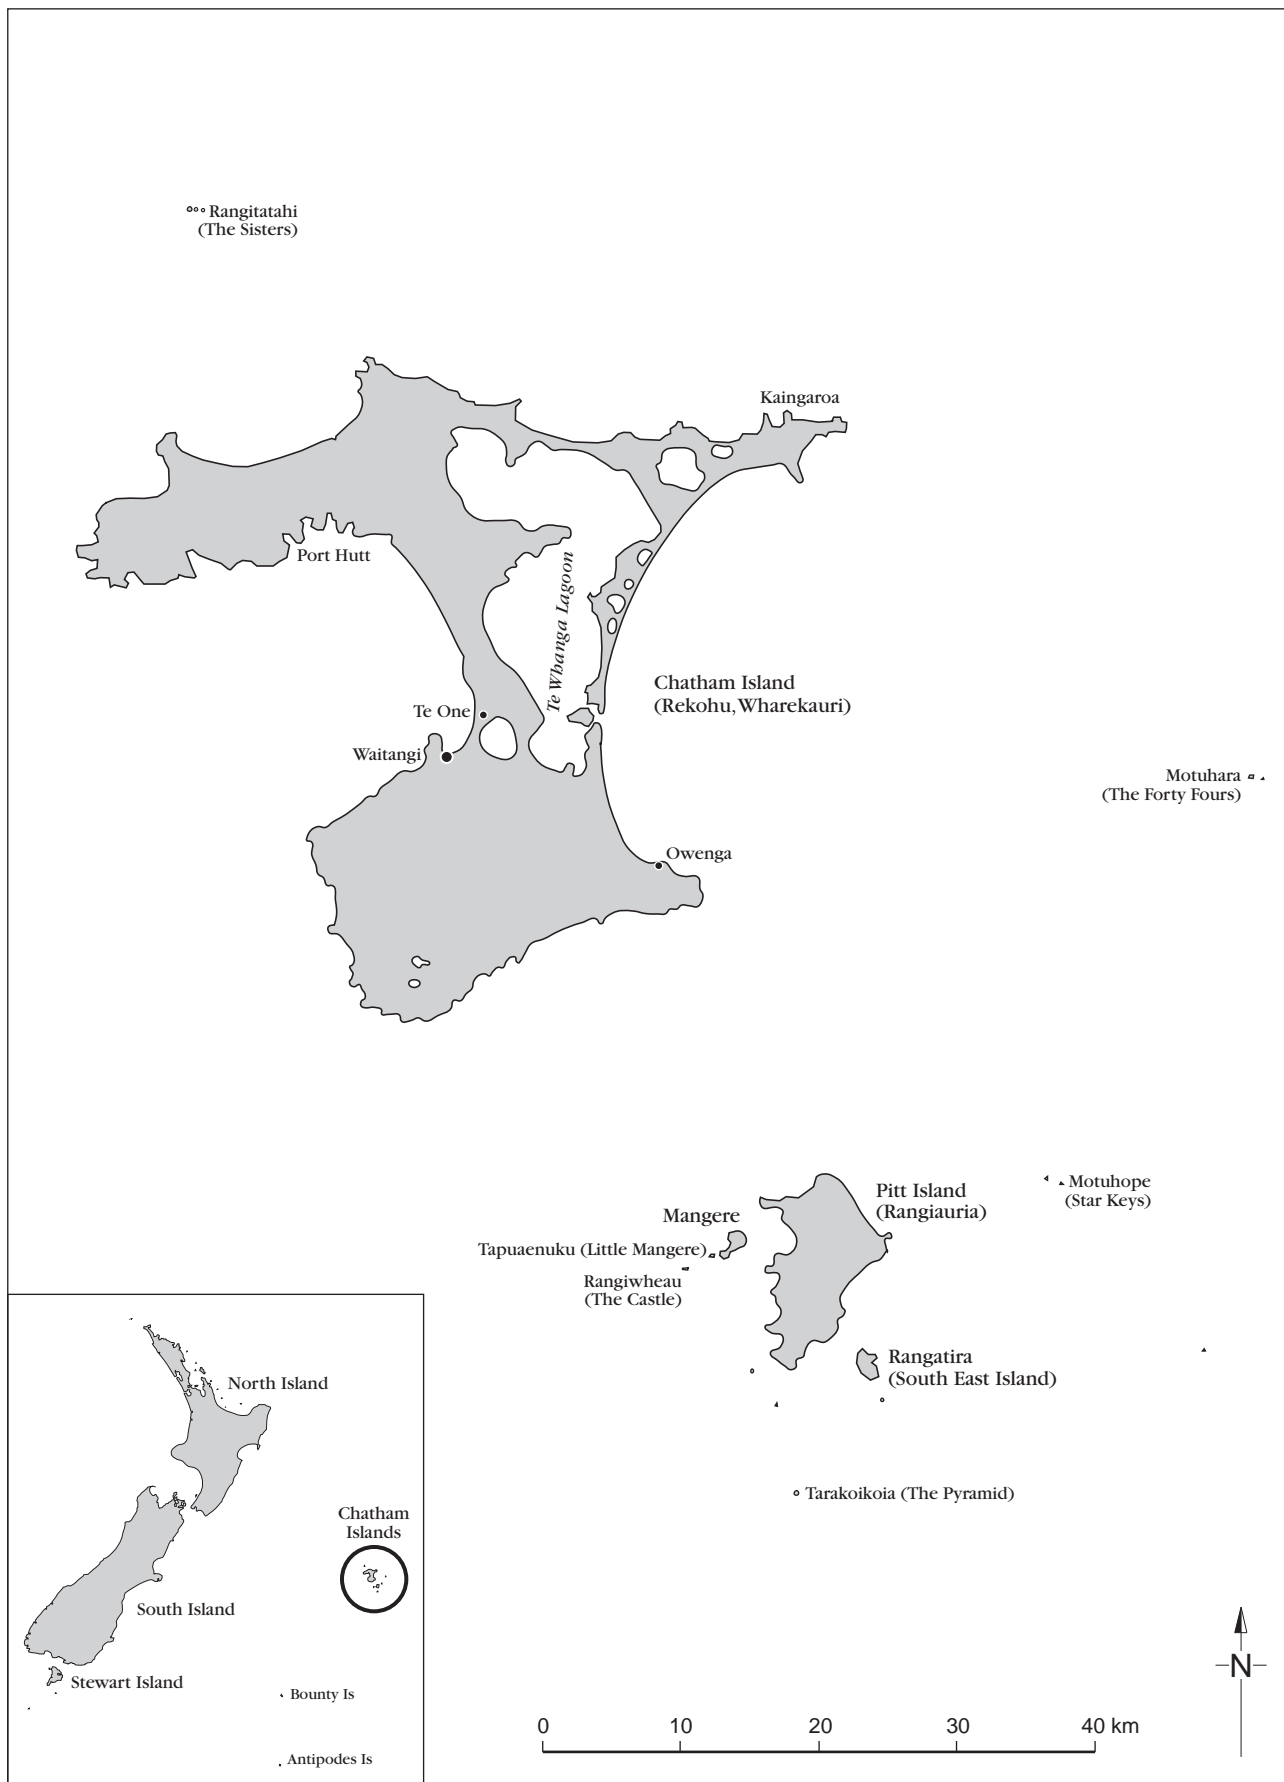 Rangitatahi
(The Sisters)
Kaingaroa
Port Hutt
Te Whanga Lagoon
Chatham Island
(Rekohu, Wharekauri)
Te One
Waitangi
Motuhara
(The Forty Fours)
Owenga
Pitt Island
(Rangiauria)
Motuhope
(Star Keys)
Mangere
Tapuaenuku (Little Mangere)
Rangiwheau
(The Castle)
Rangatira
(South East Island)
Tarakoikoia (The Pyramid)
North Island
Chatham
Islands
South Island
Stewart Island
Bounty Is
Antipodes Is
N
0 10 20 30 40 km